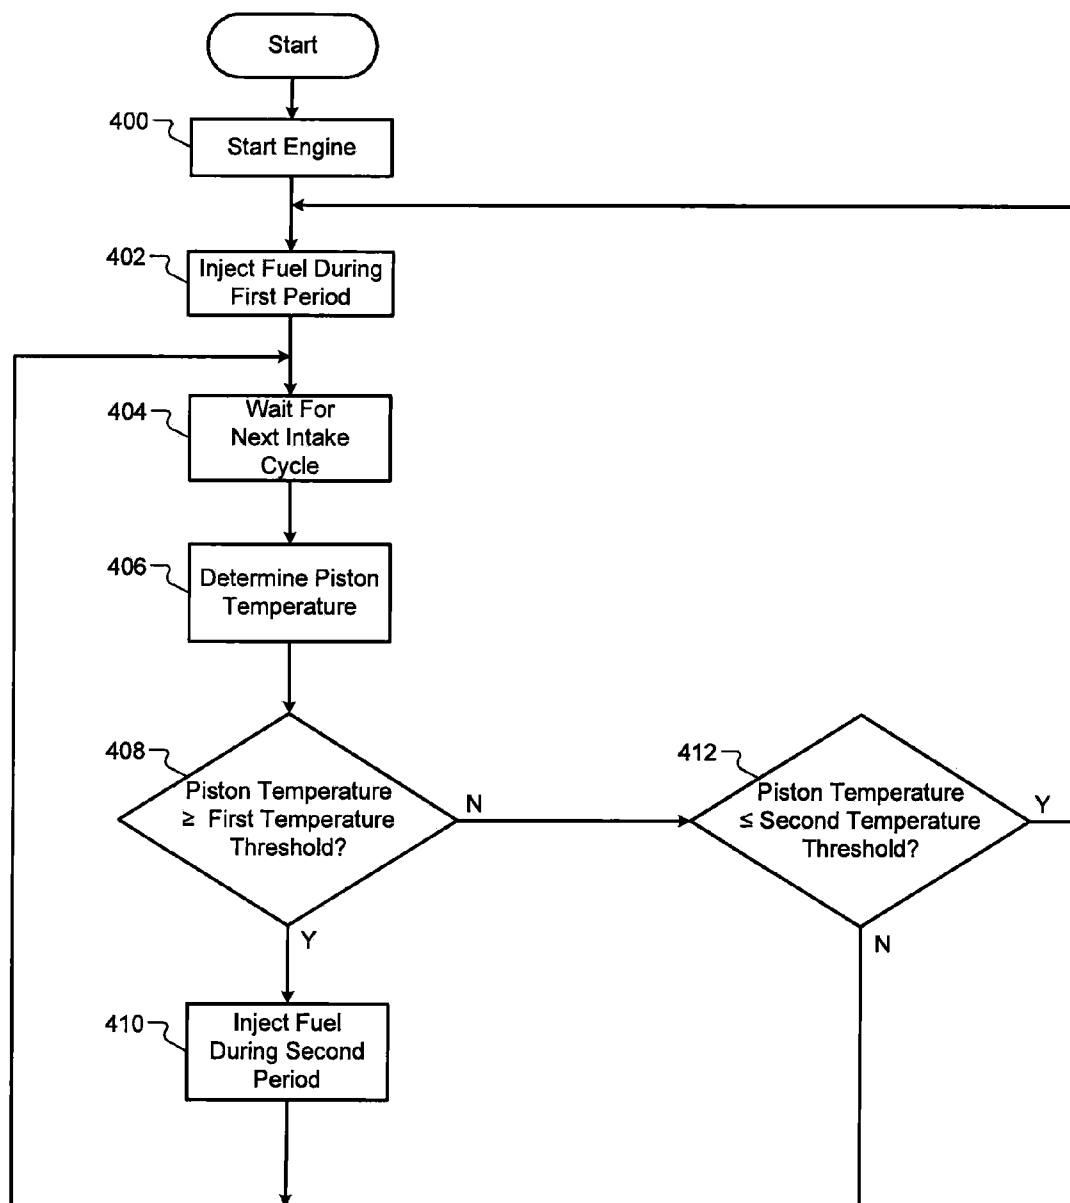 Start
400
Start Engine
402
Inject Fuel During
First Period
404
Wait For
Next Intake
Cycle
406
Determine Piston
Temperature
408
Piston Temperature
≥ First Temperature
Threshold?
N
Y
412
Piston Temperature
≤ Second Temperature
Threshold?
Y
N
410
Inject Fuel
During Second
Period